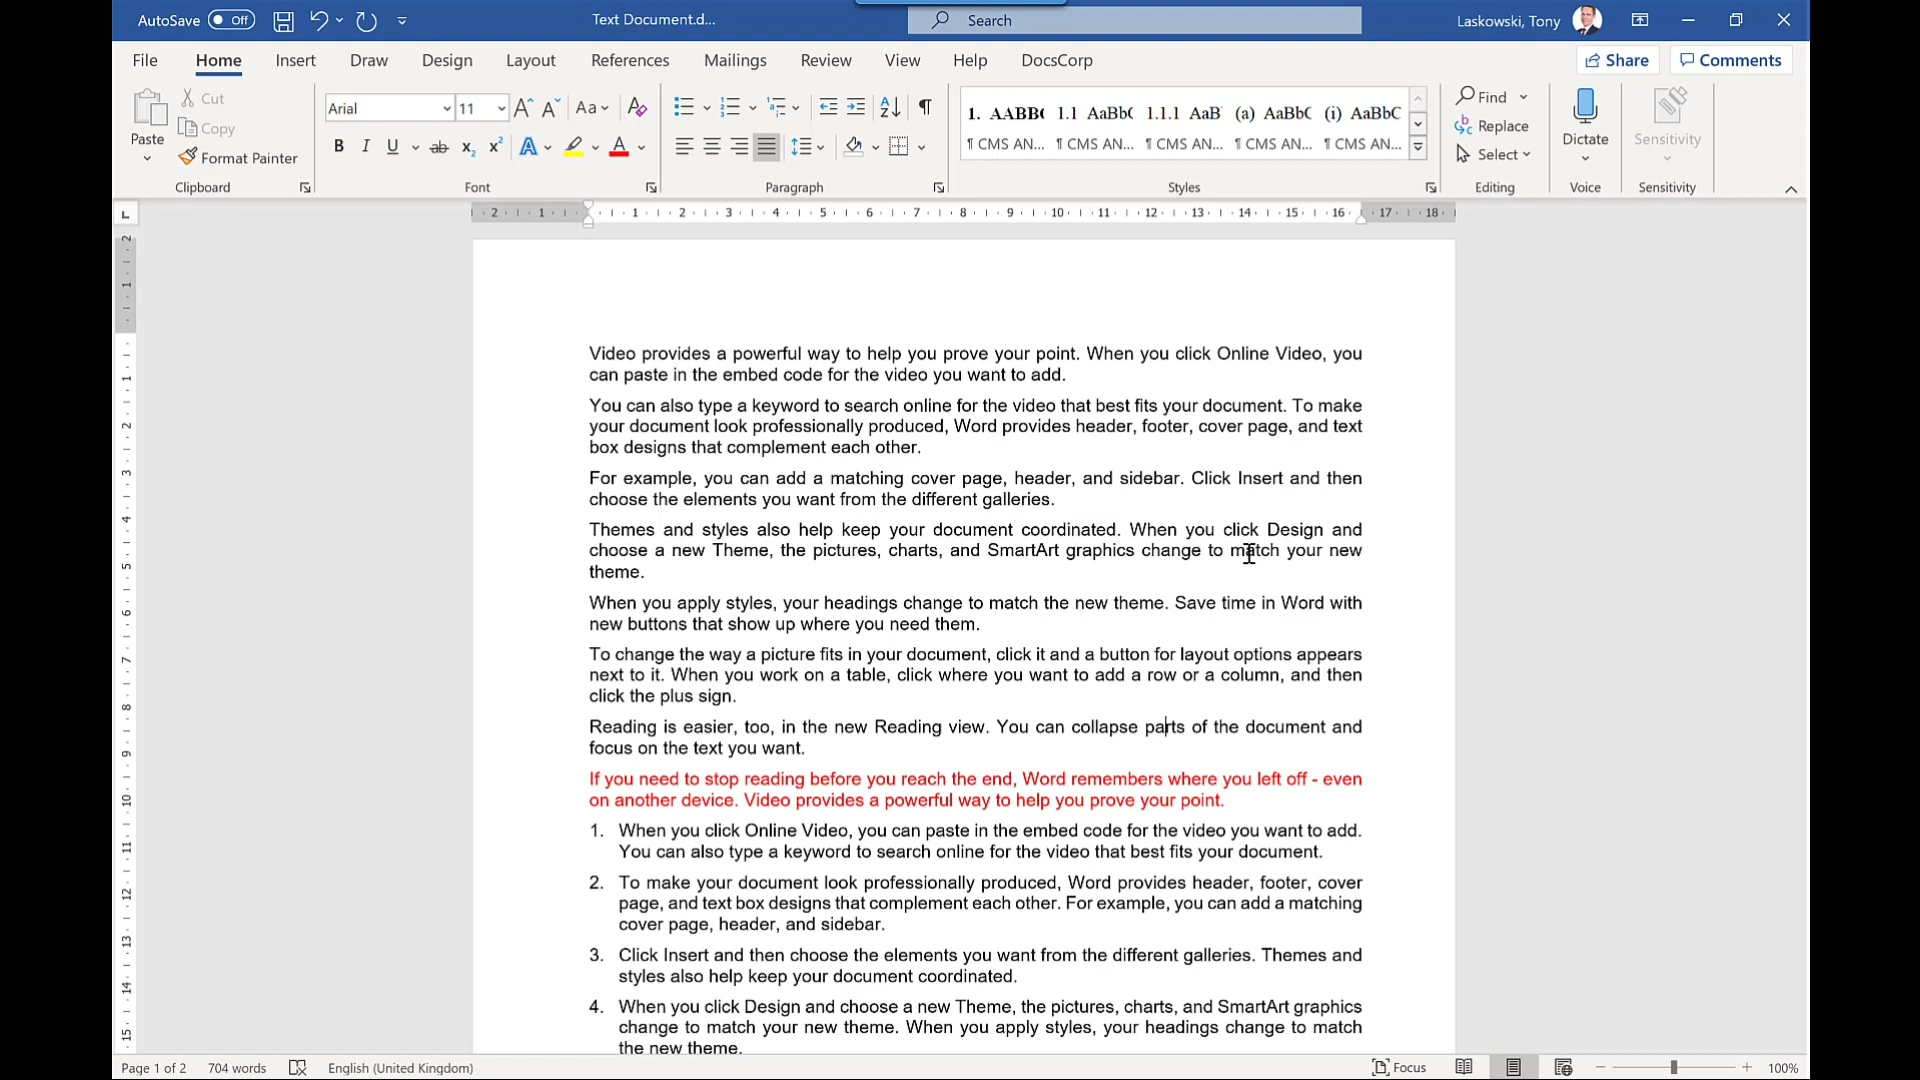 AutoSave Off Text Document.d... Search Laskowski, Tony
File Home Insert Draw Design Layout References Mailings Review View Help DocsCorp Share Comments
Paste
Cut
Copy
Format Painter
Clipboard
Arial 11
Font
Paragraph
1. AABBC 1.1 AaBbC 1.1.1 AaB (a) AaBbC (i) AaBbC
¶ CMS AN... ¶ CMS AN... ¶ CMS AN... ¶ CMS AN... ¶ CMS AN...
Styles
Find
Replace
Select
Editing
Dictate
Voice
Sensitivity
Sensitivity
2 1 1 2 3 4 5 6 7 8 9 10 11 12 13 14 15 16 17 18
Video provides a powerful way to help you prove your point. When you click Online Video, you
can paste in the embed code for the video you want to add.
You can also type a keyword to search online for the video that best fits your document. To make
your document look professionally produced, Word provides header, footer, cover page, and text
box designs that complement each other.
For example, you can add a matching cover page, header, and sidebar. Click Insert and then
choose the elements you want from the different galleries.
Themes and styles also help keep your document coordinated. When you click Design and
choose a new Theme, the pictures, charts, and SmartArt graphics change to match your new
theme.
When you apply styles, your headings change to match the new theme. Save time in Word with
new buttons that show up where you need them.
To change the way a picture fits in your document, click it and a button for layout options appears
next to it. When you work on a table, click where you want to add a row or a column, and then
click the plus sign.
Reading is easier, too, in the new Reading view. You can collapse parts of the document and
focus on the text you want.
If you need to stop reading before you reach the end, Word remembers where you left off - even
on another device. Video provides a powerful way to help you prove your point.
1. When you click Online Video, you can paste in the embed code for the video you want to add.
You can also type a keyword to search online for the video that best fits your document.
2. To make your document look professionally produced, Word provides header, footer, cover
page, and text box designs that complement each other. For example, you can add a matching
cover page, header, and sidebar.
3. Click Insert and then choose the elements you want from the different galleries. Themes and
styles also help keep your document coordinated.
4. When you click Design and choose a new Theme, the pictures, charts, and SmartArt graphics
change to match your new theme. When you apply styles, your headings change to match
the new theme.
Page 1 of 2 704 words English (United Kingdom) Focus 100%